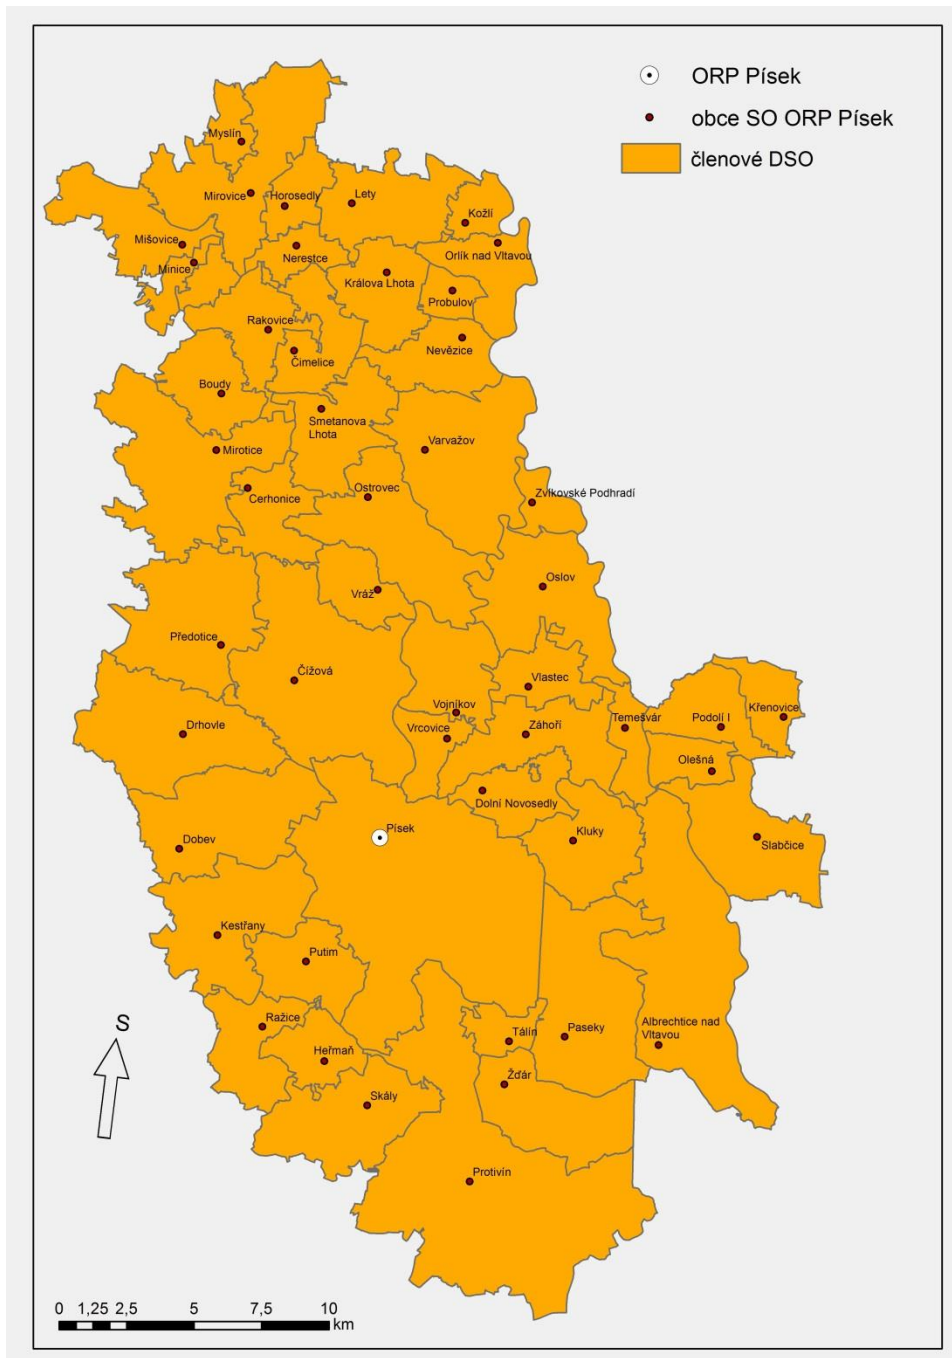 ORP Písek
obce SO ORP Písek
členové DSO
Myslín
Mirovice
Horosedly
Lety
Kožlí
Mišovice
Nerestce
Orlík nad Vltavou
Minice
Králova Lhota
Probulov
Rakovice
Nevězice
Čimelice
Boudy
Smetanova
Lhota
Mirotice
Varvažov
Cerhonice
Ostrovec
Zvíkovské Podhradí
Vráž
Oslov
Předotice
Čížová
Vlastec
Vojníkov
Drhovle
Vrcovice
Záhoří
Temešvár
Podolí I
Křenovice
Olešná
Dolní Novosedly
Písek
Kluky
Dobev
Slabčice
Kestřany
Putim
Ražice
Tálín
Paseky
Albrechtice nad
Vltavou
Heřmaň
Žďár
Skály
S
Protivín
0 1,25 2,5 5 7,5 10
km